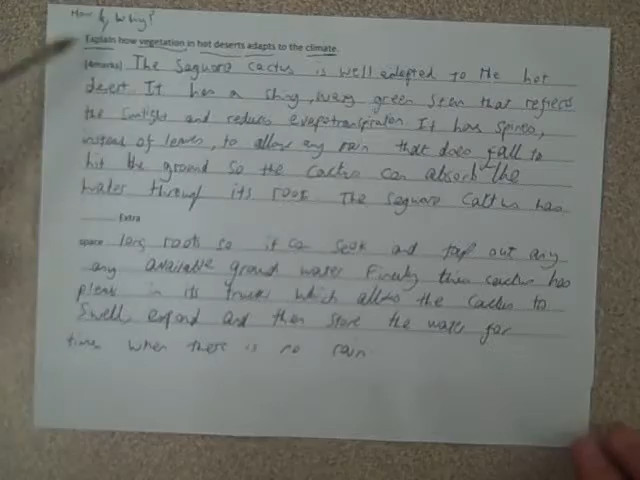 How & Why?
Explain how vegetation in hot deserts adapts to the climate.
(4marks) The Saguaro cactus is well adapted to the hot
desert. It has a shiny, waxy green stem that reflects
the sunlight and reduces evapotranspiration. It has spines,
instead of leaves, to allow any rain that does fall to
hit the ground so the cactus can absorb the
water through its roots. The Saguaro cactus has
Extra
space long roots so it can seek and tap out any
any available ground water Finally this cactus has
pleats in its trunk which allows the cactus to
swell, expand and then store the water for
times when there is no rain